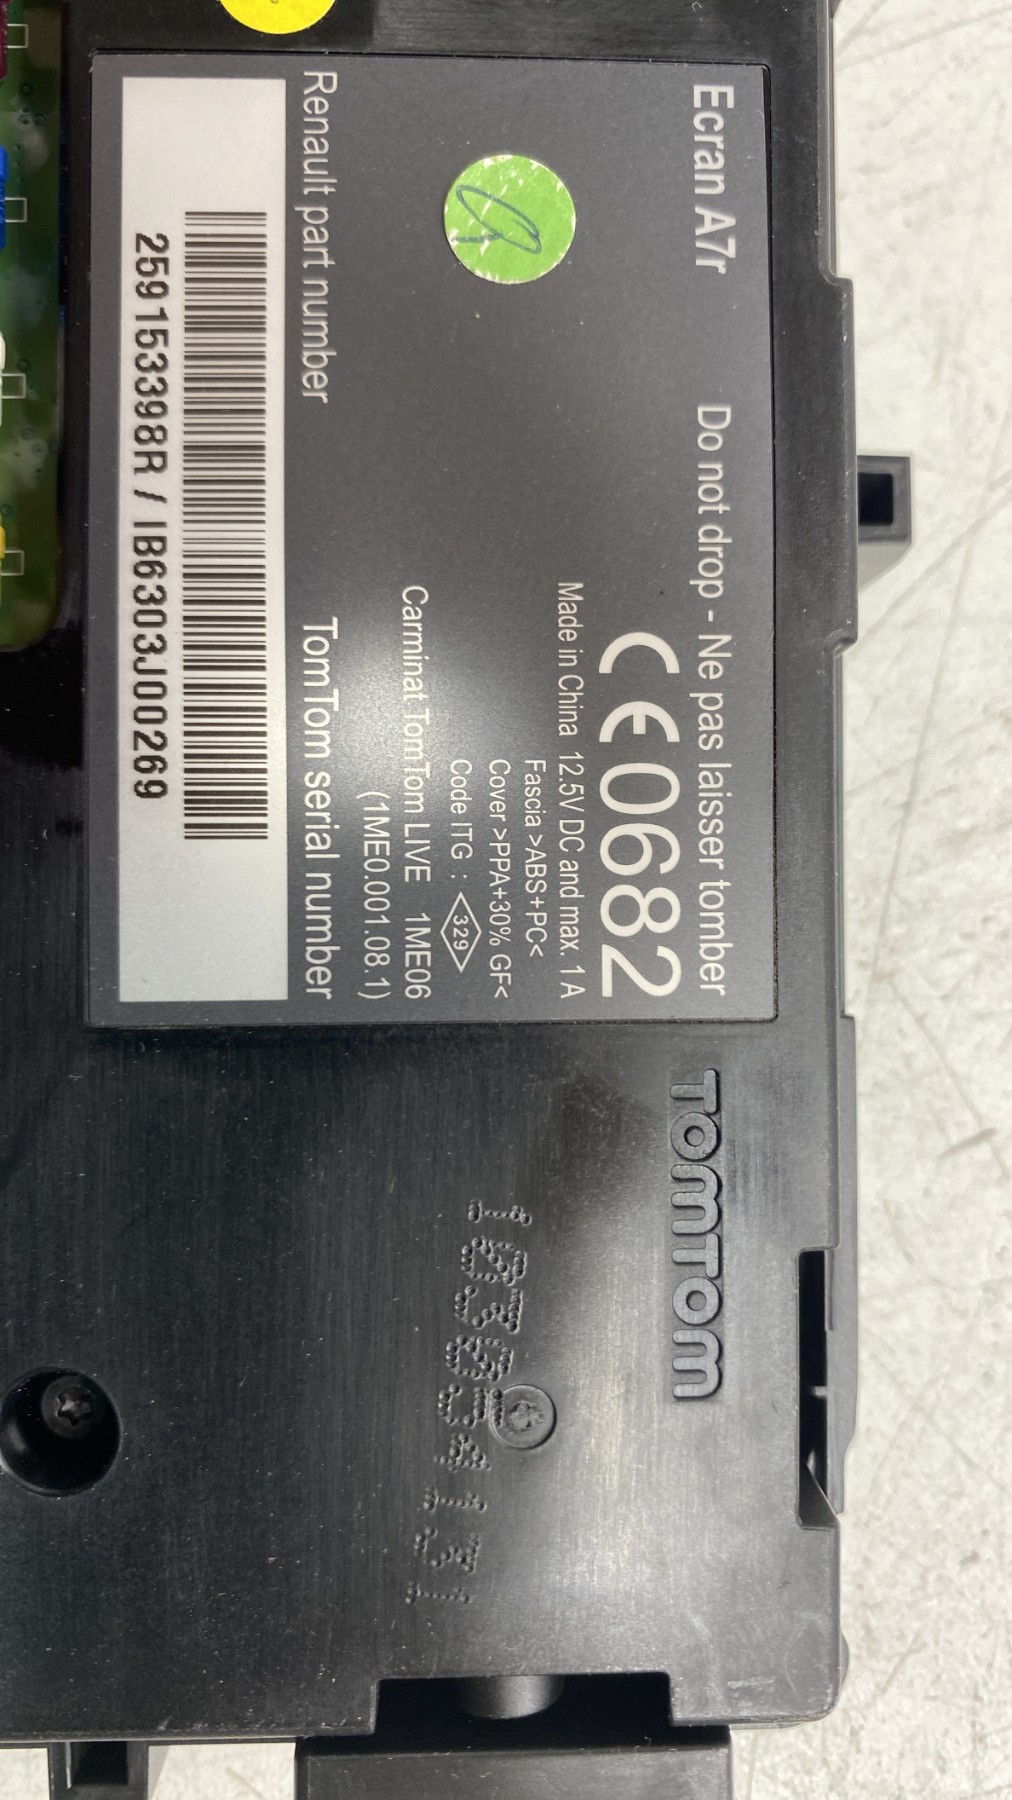 Ecran A7r
Do not drop - Ne pas laisser tomber
CE0682
Made in China 12.5V DC and max. 1 A
Fascia >ABS+PC<
Cover >PPA+30% GF<
Code ITG : 329
Carminat TomTom LIVE 1ME06
(1ME0.001.08.1)
Renault part number
TomTom serial number
259153398R / IB6303J00269
TOMTOM